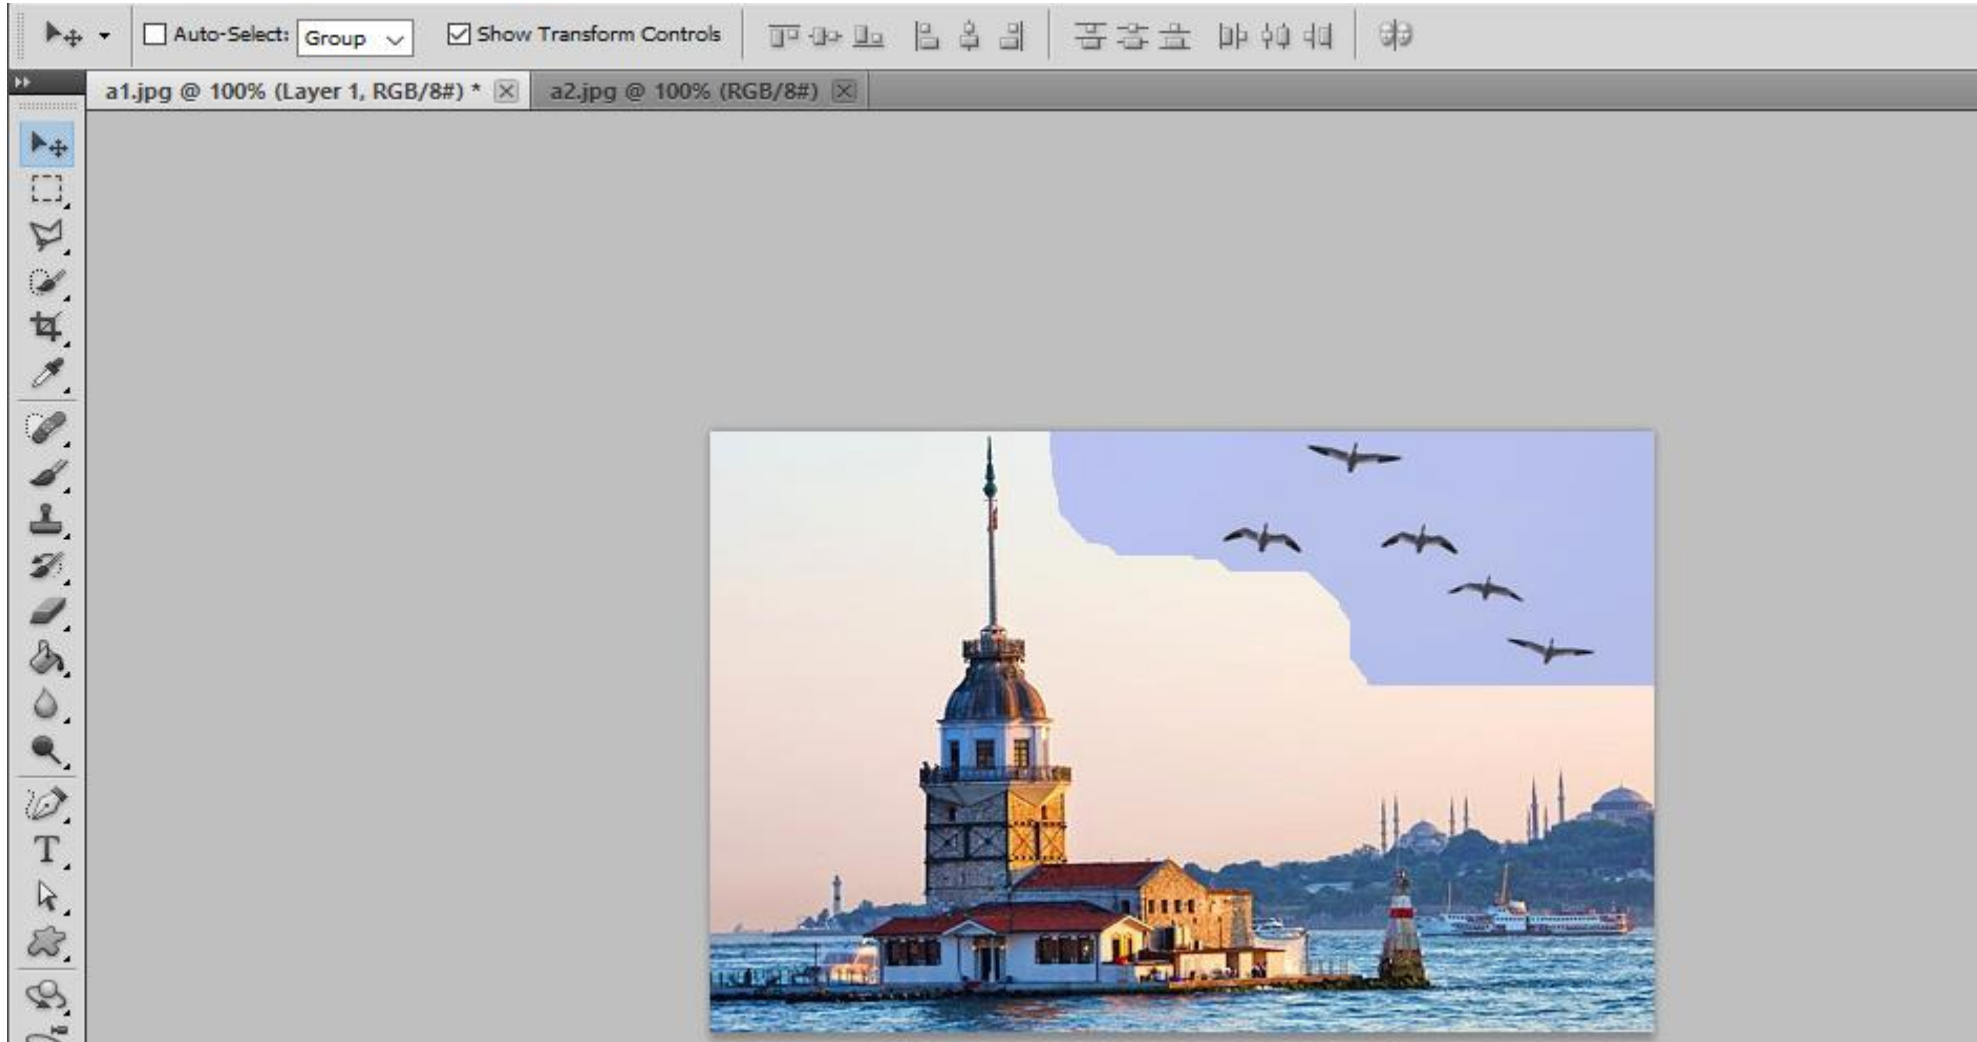 Auto-Select: Group Show Transform Controls
a1.jpg @ 100% (Layer 1, RGB/8#) * a2.jpg @ 100% (RGB/8#)